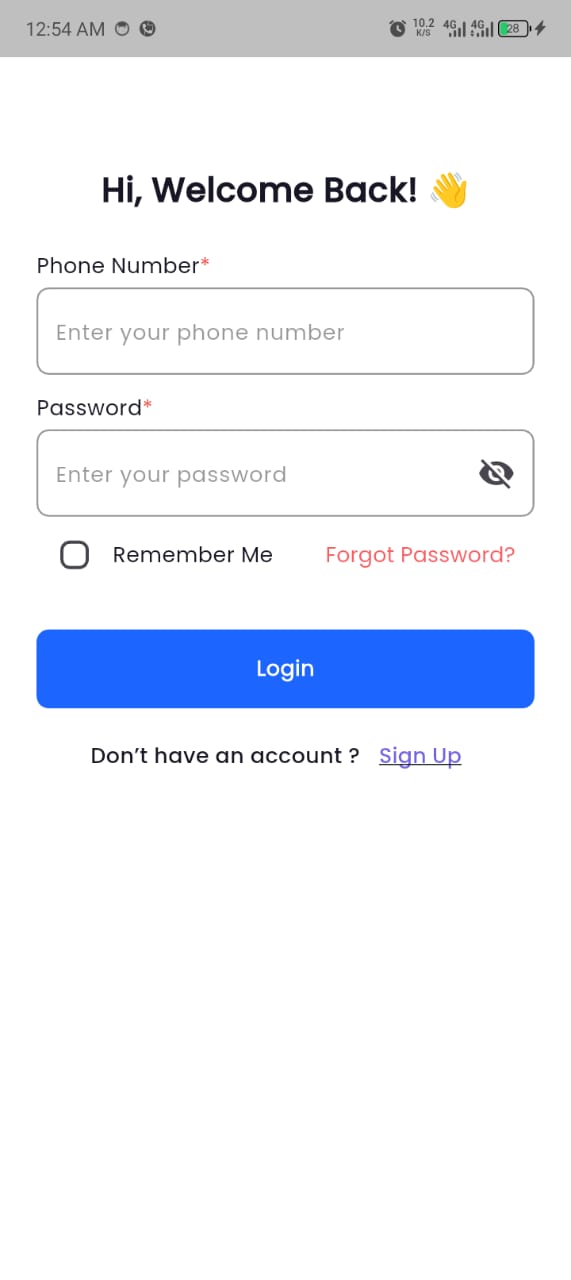 12:54 AM 10.2 K/S 4G 4G 28
Hi, Welcome Back! 👋
Phone Number*
Enter your phone number
Password*
Enter your password
Remember Me Forgot Password?
Login
Don’t have an account ? Sign Up